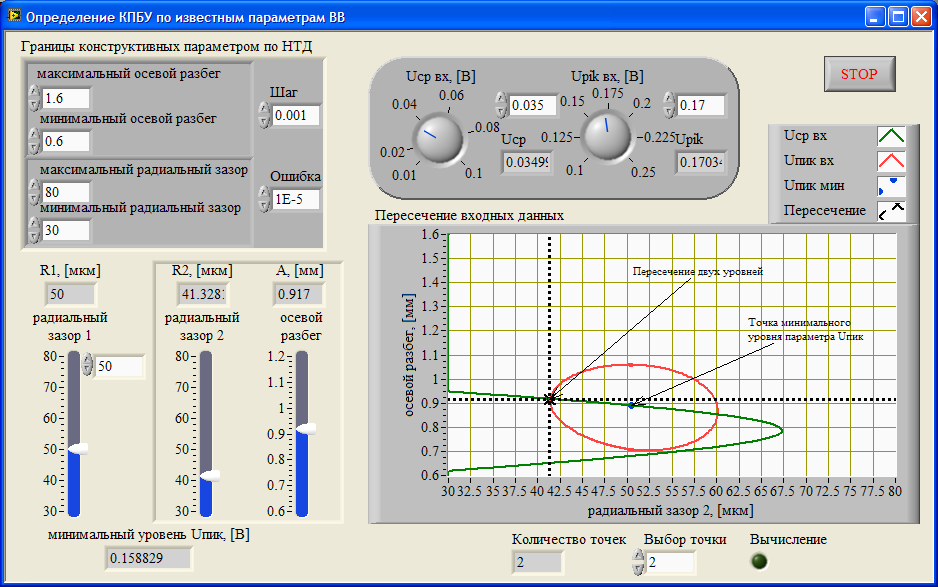 Определение КПБУ по известным параметрам ВВ
Границы конструктивных параметром по НТД
максимальный осевой разбег
1.6
минимальный осевой разбег
0.6
Шаг
0.001
максимальный радиальный зазор
80
минимальный радиальный зазор
30
Ошибка
1E-5
Uср вх, [В]
0.01
0.02
0.04
0.06
0.08
0.1
0.035
Uср
0.03499
Upik вх, [В]
0.1
0.125
0.15
0.175
0.2
0.225
0.25
0.17
Upik
0.17034
STOP
Uср вх
Uпик вх
Uпик мин
Пересечение
R1, [мкм]
50
радиальный
зазор 1
80
70
60
50
40
30
50
R2, [мкм]
41.3281
радиальный
зазор 2
80
70
60
50
40
30
A, [мм]
0.917
осевой
разбег
1.2
1.1
1
0.9
0.8
0.7
0.6
минимальный уровень Uпик, [В]
0.158829
Пересечение входных данных
осевой разбег, [мм]
1.6
1.5
1.4
1.3
1.2
1.1
1
0.9
0.8
0.7
0.6
Пересечение двух уровней
Точка минимального
уровня параметра Uпик
30 32.5 35 37.5 40 42.5 45 47.5 50 52.5 55 57.5 60 62.5 65 67.5 70 72.5 75 77.5 80
радиальный зазор 2, [мкм]
Количество точек
2
Выбор точки
2
Вычисление